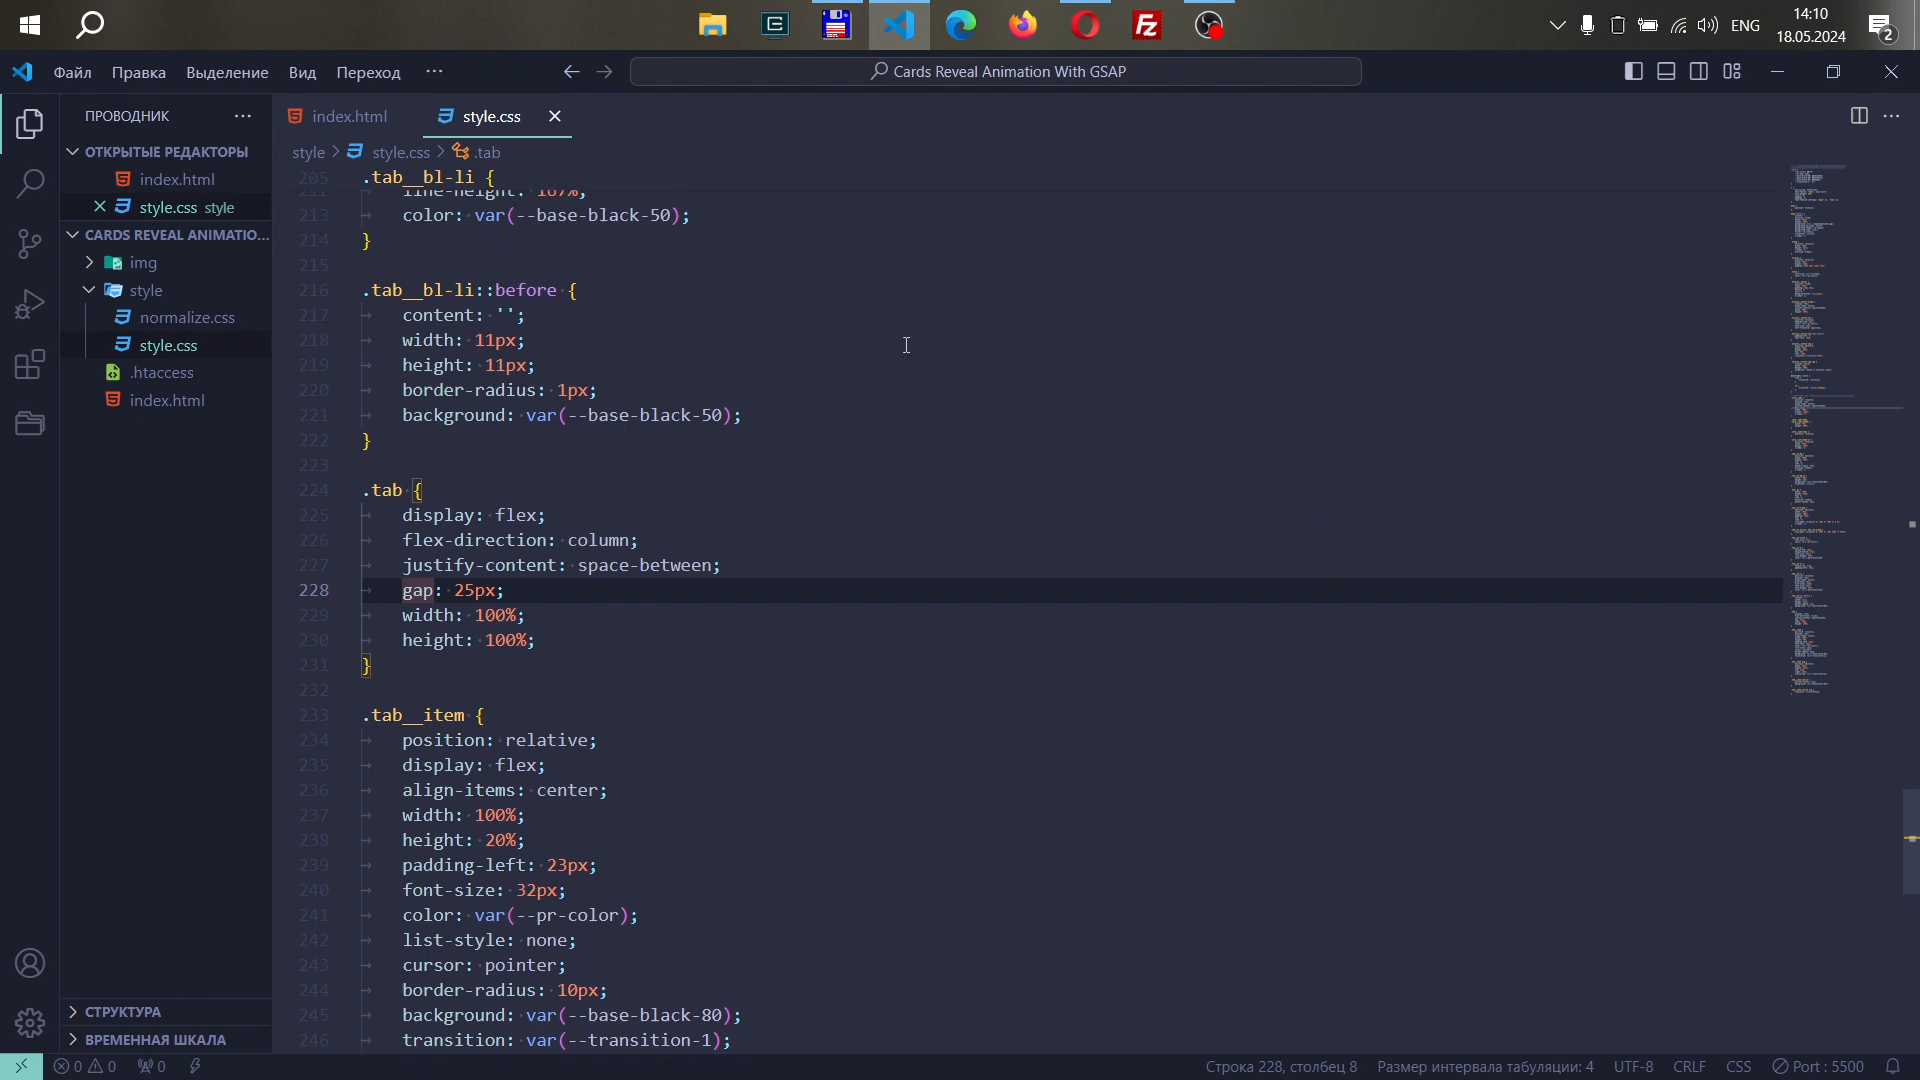 ENG
14:10
18.05.2024
2
Файл Правка Выделение Вид Переход ···
Cards Reveal Animation With GSAP
ПРОВОДНИК
index.html
style.css
ОТКРЫТЫЕ РЕДАКТОРЫ
index.html
style.css style
CARDS REVEAL ANIMATIO...
img
style
normalize.css
style.css
.htaccess
index.html
СТРУКТУРА
ВРЕМЕННАЯ ШКАЛА
style > style.css > .tab
205 .tab__bl-li {
212 line-height: 167%;
213 color: var(--base-black-50);
214 }
215
216 .tab__bl-li::before {
217 content: '';
218 width: 11px;
219 height: 11px;
220 border-radius: 1px;
221 background: var(--base-black-50);
222 }
223
224 .tab {
225 display: flex;
226 flex-direction: column;
227 justify-content: space-between;
228 gap: 25px;
229 width: 100%;
230 height: 100%;
231 }
232
233 .tab__item {
234 position: relative;
235 display: flex;
236 align-items: center;
237 width: 100%;
238 height: 20%;
239 padding-left: 23px;
240 font-size: 32px;
241 color: var(--pr-color);
242 list-style: none;
243 cursor: pointer;
244 border-radius: 10px;
245 background: var(--base-black-80);
246 transition: var(--transition-1);
0 0 0
Строка 228, столбец 8 Размер интервала табуляции: 4 UTF-8 CRLF CSS Port : 5500